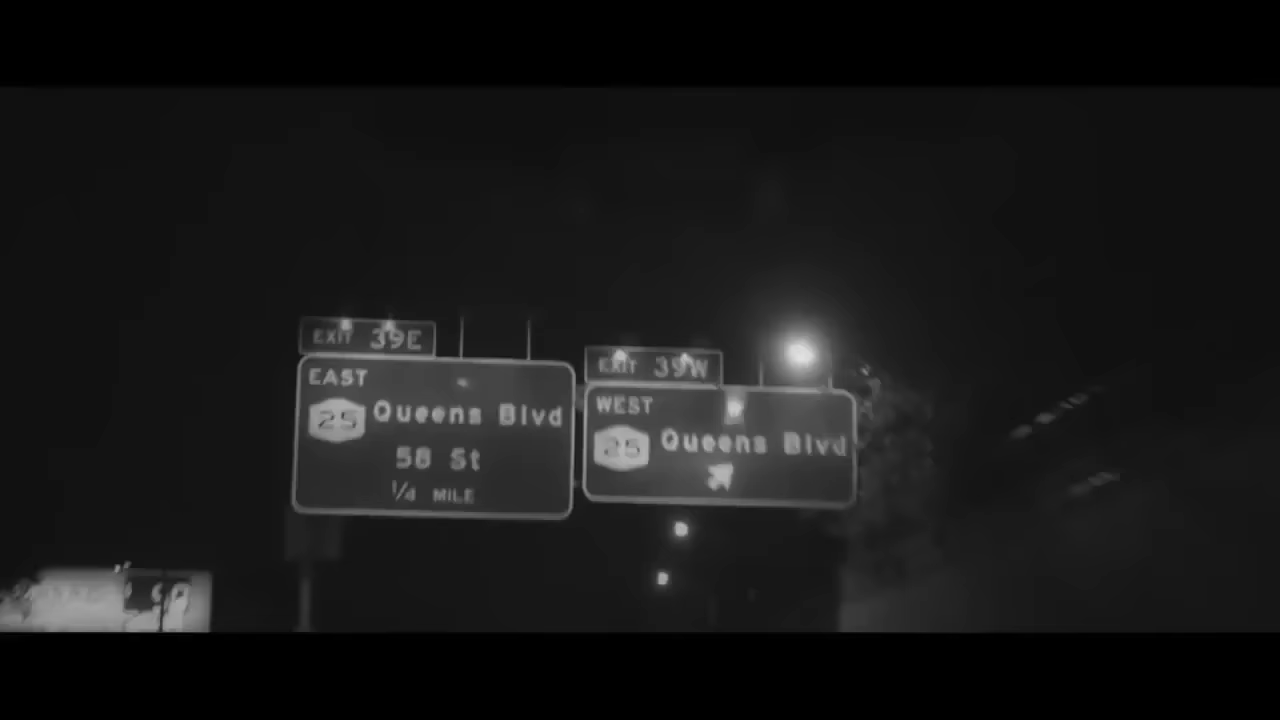 EXIT 39E
EAST
25 Queens Blvd
58 St
1/4 MILE
EXIT 39W
WEST
25 Queens Blvd